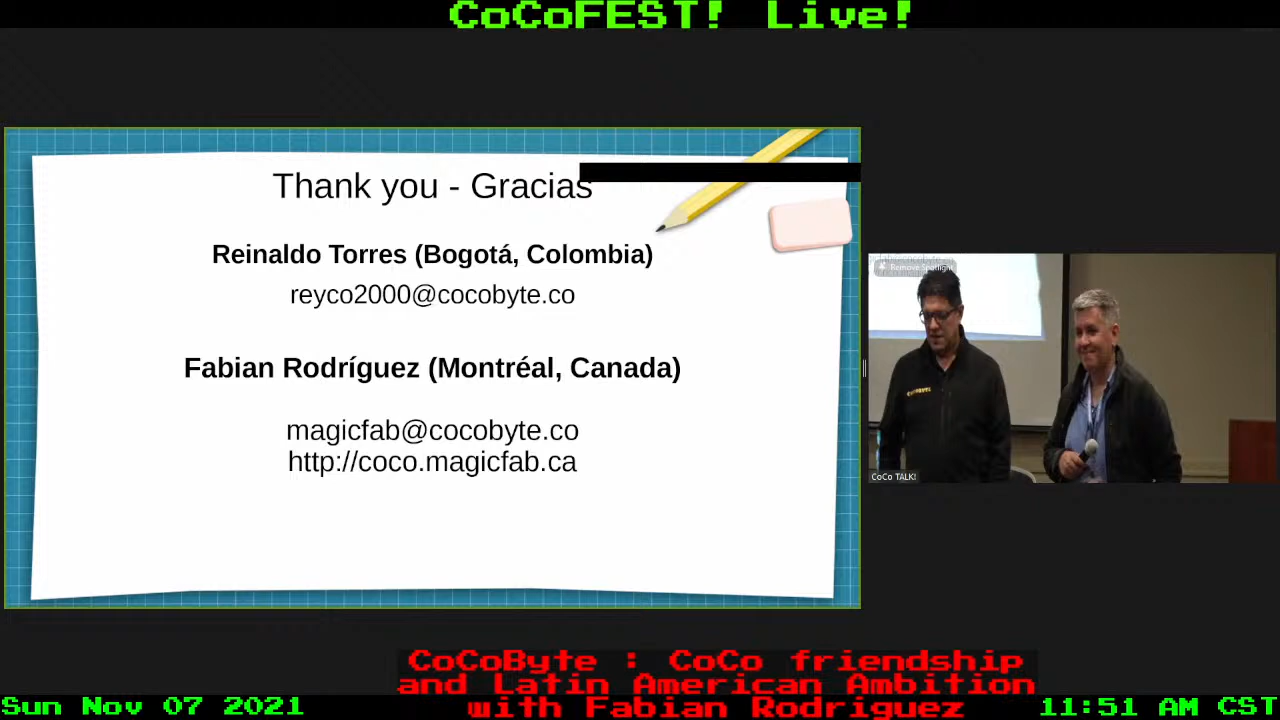 CoCoFEST! Live!
Thank you - Gracias
Reinaldo Torres (Bogotá, Colombia)
reyco2000@cocobyte.co
Fabian Rodríguez (Montréal, Canada)
magicfab@cocobyte.co
http://coco.magicfab.ca
Remove Spotlight
CoCo TALK!
CoCoByte : CoCo friendship
and Latin American Ambition
with Fabian Rodriguez
Sun Nov 07 2021
11:51 AM CST